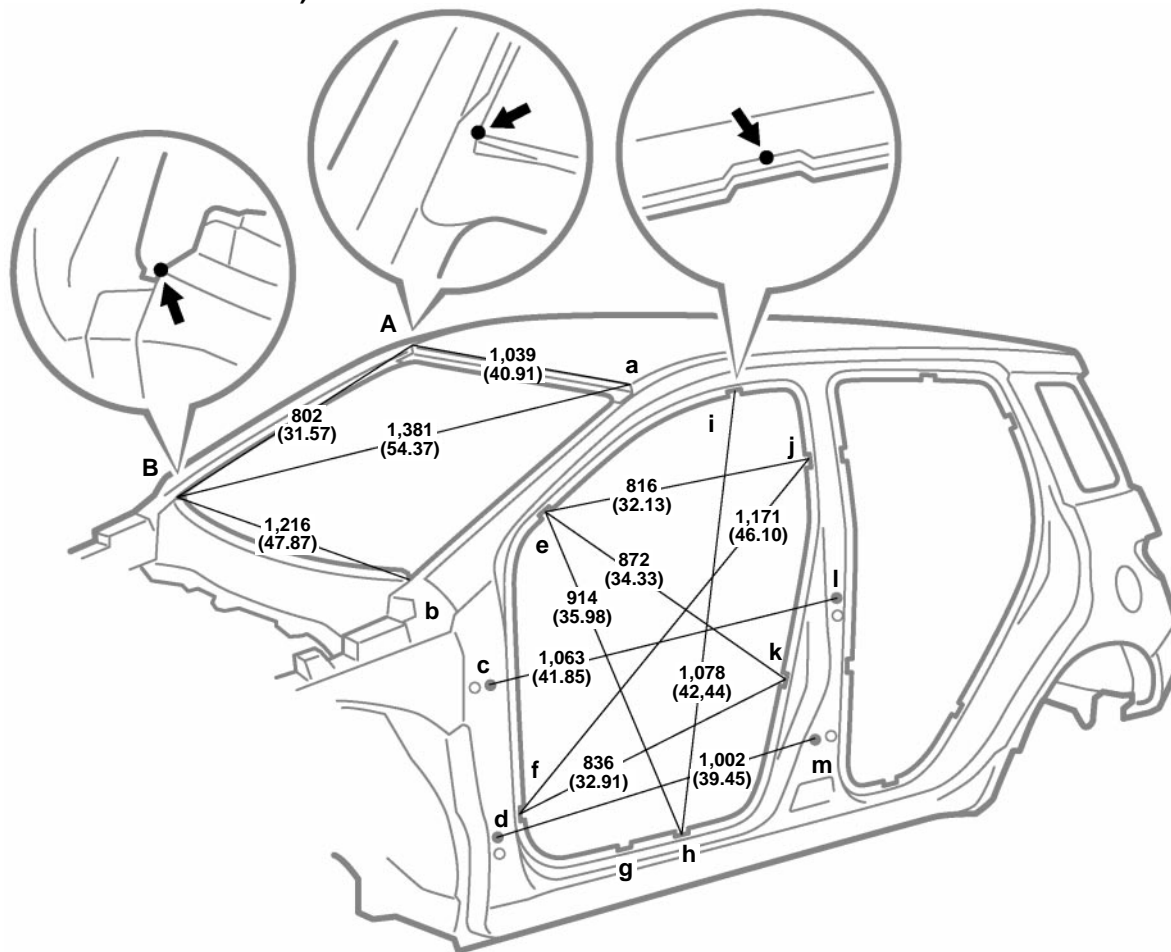 )
A
1,039
(40.91)
a
802
(31.57)
1,381
(54.37)
i
B
j
816
(32.13)
1,171
(46.10)
1,216
(47.87)
e
872
(34.33)
914
(35.98)
b
l
c
1,063
(41.85)
k
1,078
(42,44)
f
836
(32.91)
1,002
(39.45)
m
d
h
g